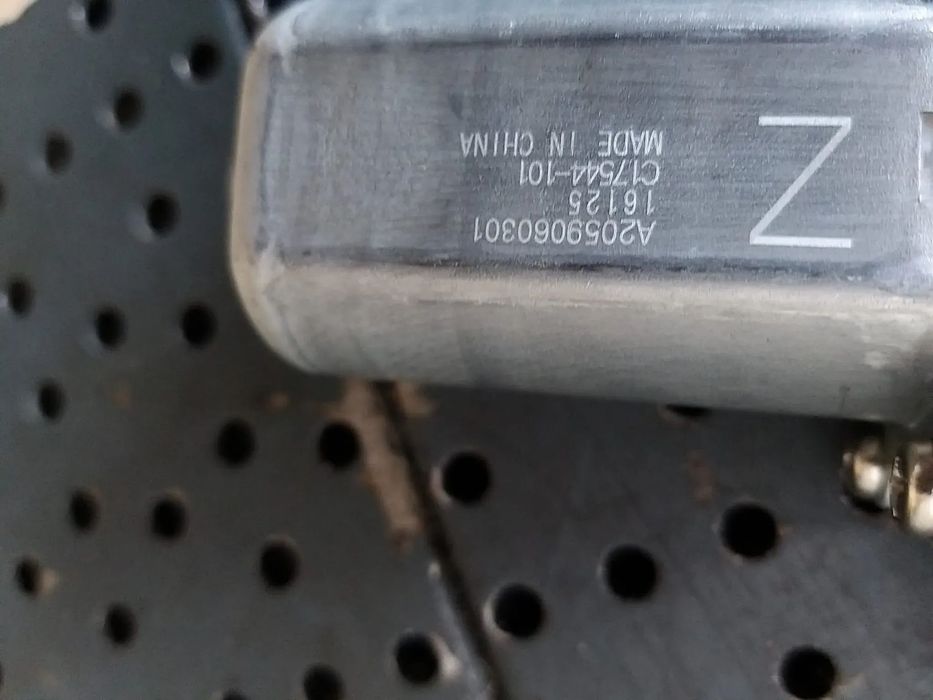 A2059060301
16125
C17544-101
MADE IN CHINA
Z